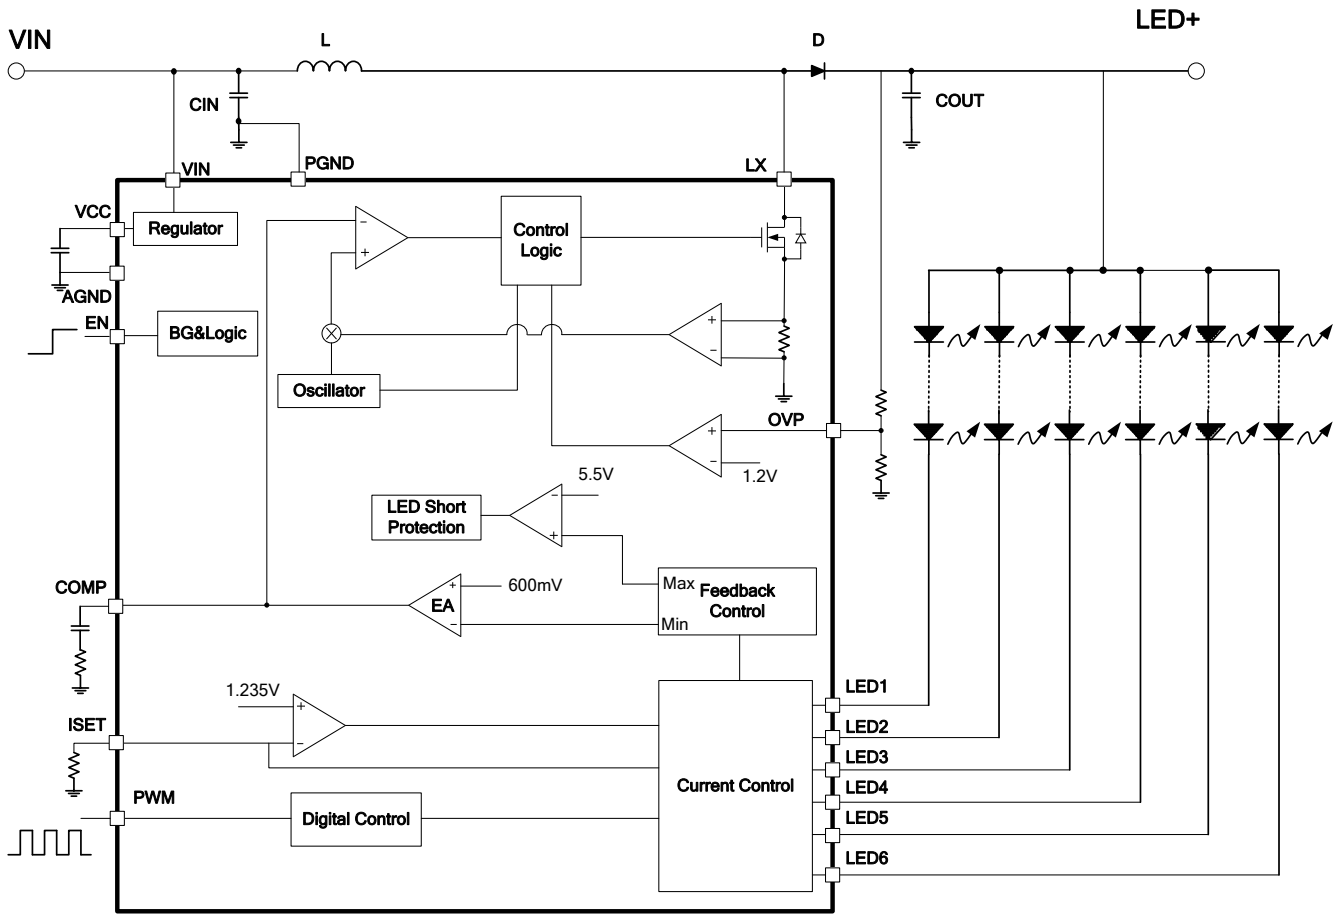 LED+
VIN
L
D
CIN
COUT
VIN
PGND
LX
VCC
Regulator
Control
Logic
−
+
AGND
EN
BG&Logic
+
−
Oscillator
OVP
+
−
1.2V
5.5V
LED Short
Protection
−
+
COMP
EA
+
−
600mV
Max
Min
Feedback
Control
1.235V
ISET
+
−
LED1
LED2
LED3
LED4
LED5
LED6
Current Control
PWM
Digital Control